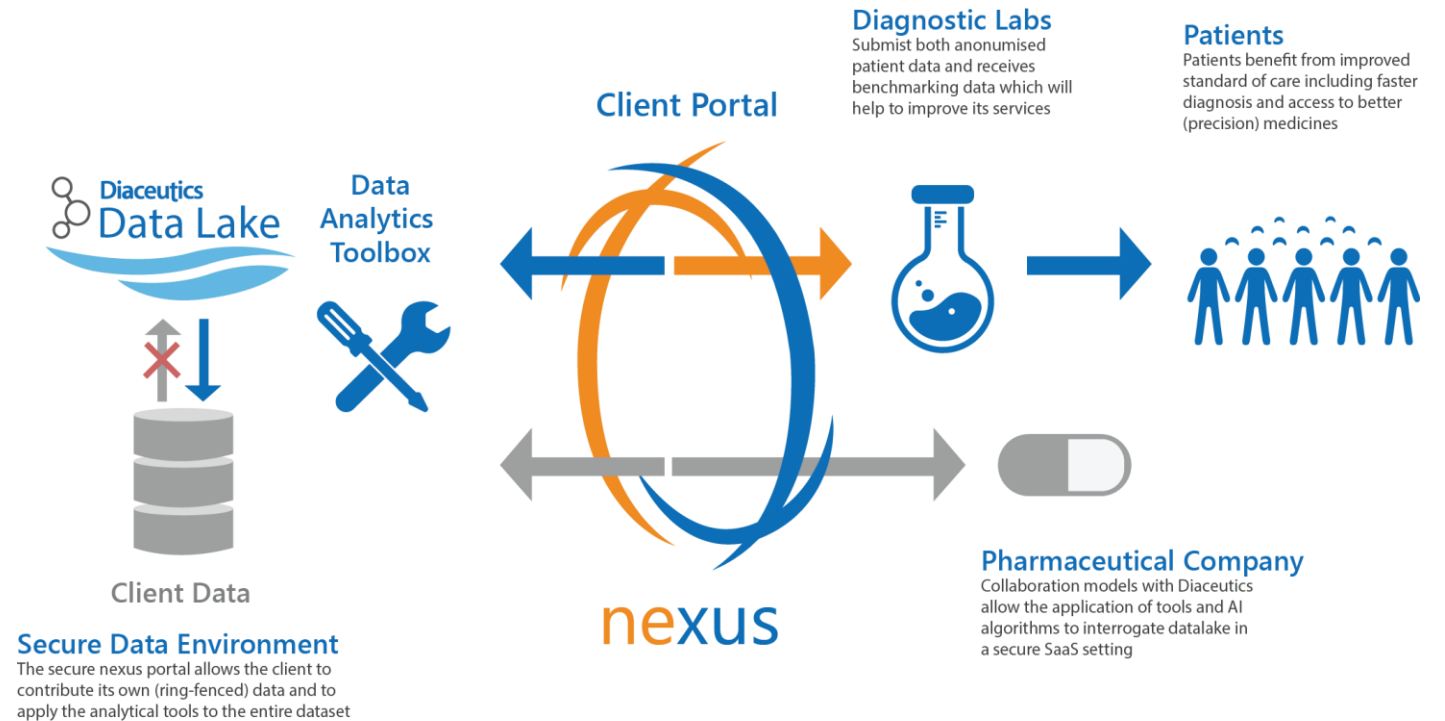 Diagnostic Labs
Submist both anonumised
patient data and receives
benchmarking data which will
help to improve its services
Patients
Patients benefit from improved
standard of care including faster
diagnosis and access to better
(precision) medicines
Client Portal
Diaceutics
Data Lake
Data
Analytics
Toolbox
Client Data
Secure Data Environment
The secure nexus portal allows the client to
contribute its own (ring-fenced) data and to
apply the analytical tools to the entire dataset
nexus
Pharmaceutical Company
Collaboration models with Diaceutics
allow the application of tools and AI
algorithms to interrogate datalake in
a secure SaaS setting